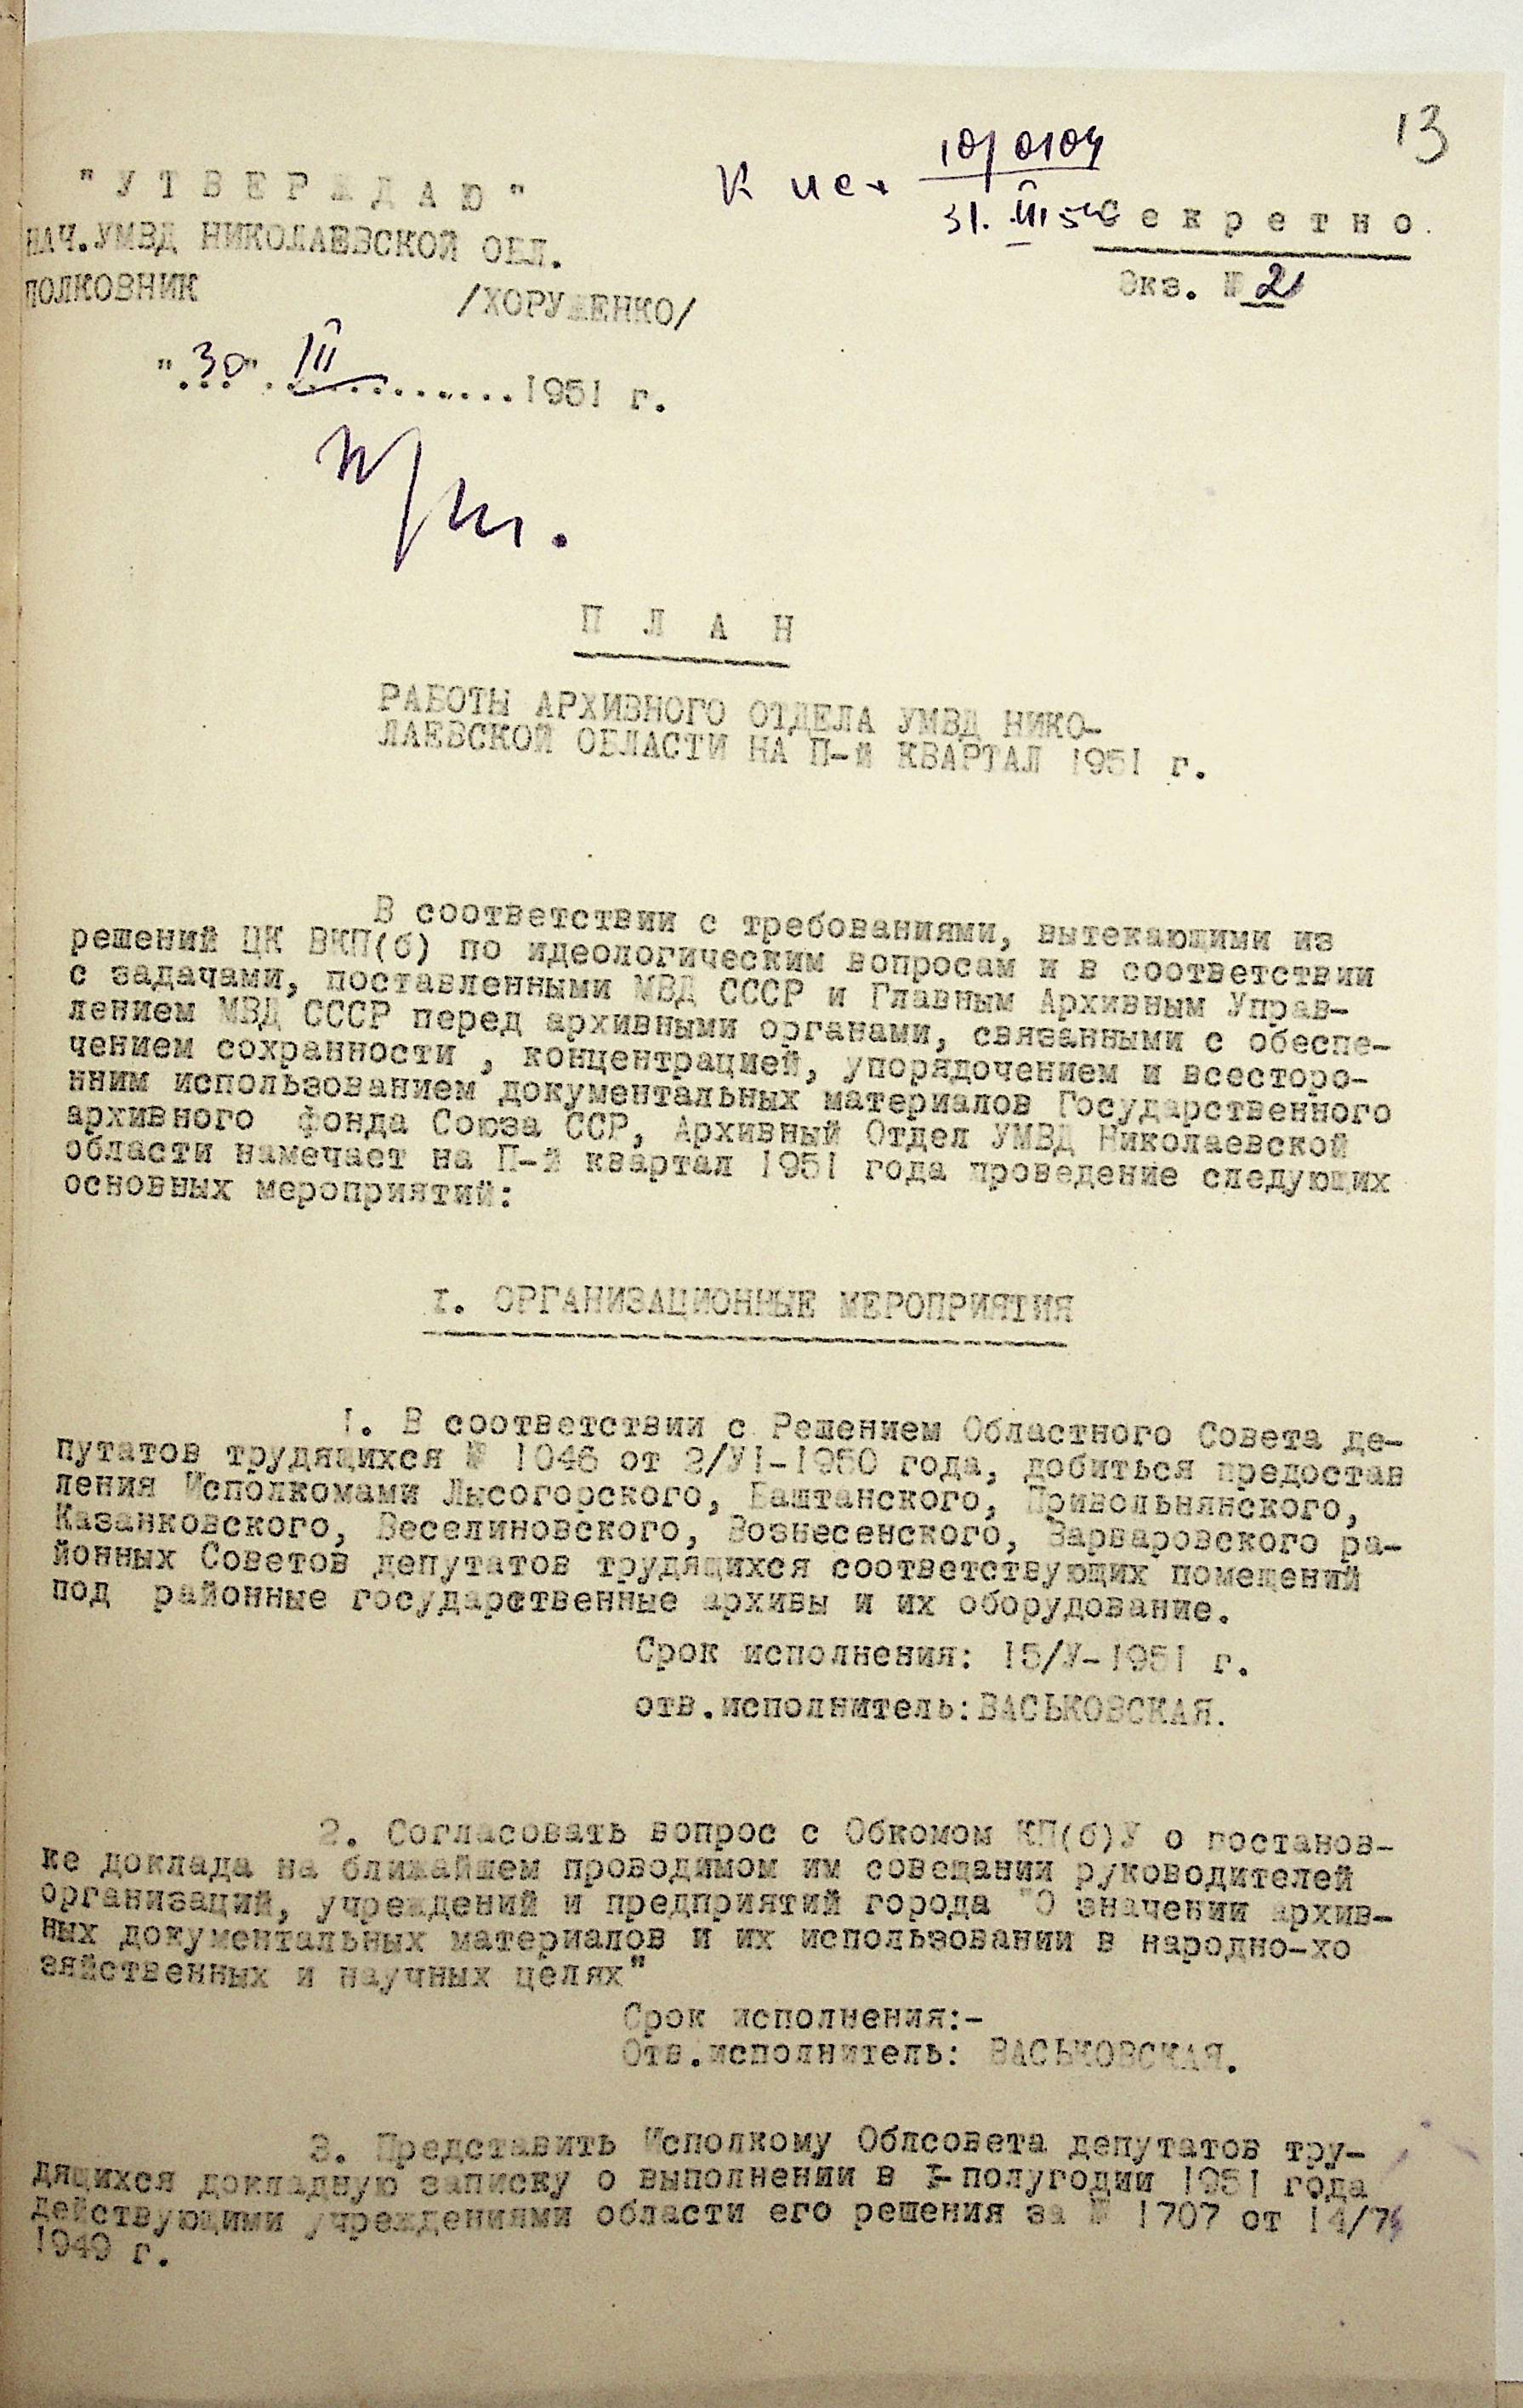 13
К исх 10/0104
31.III 51
"У Т В Е Р Ж Д А Ю"
НАЧ.УМВД НИКОЛАЕВСКОЙ ОБЛ.
ПОЛКОВНИК
/ХОРУЖЕНКО/
С е к р е т н о.
Экз. № 2
"30" III 1951 г.
П Л А Н
РАБОТЫ АРХИВНОГО ОТДЕЛА УМВД НИКО-
ЛАЕВСКОЙ ОБЛАСТИ НА П-й КВАРТАЛ 1951 г.
В соответствии с требованиями, вытекающими из
решений ЦК ВКП(б) по идеологическим вопросам и в соответствии
с задачами, поставленными МВД СССР и Главным Архивным Управ-
лением МВД СССР перед архивными органами, связанными с обеспе-
чением сохранности , концентрацией, упорядочением и всесторо-
нним использованием документальных материалов Государственного
архивного фонда Союза ССР, Архивный Отдел УМВД Николаевской
области намечает на П-й квартал 1951 года проведение следующих
основных мероприятий:
I. ОРГАНИЗАЦИОННЫЕ МЕРОПРИЯТИЯ
1. В соответствии с Решением Областного Совета де-
путатов трудящихся № 1046 от 2/У1-1950 года, добиться предостав
ления Исполкомами Лысогорского, Баштанского, Привольнянского,
Казанковского, Веселиновского, Вознесенского, Варваровского ра-
йонных Советов депутатов трудящихся соответствующих помещений
под районные государственные архивы и их оборудование.
Срок исполнения: 15/У-1951 г.
отв.исполнитель:ВАСЬКОВСКАЯ.
2. Согласовать вопрос с Обкомом КП(б)У о постанов-
ке доклада на ближайшем проводимом им совещании руководителей
организаций, учреждений и предприятий города "О значении архив-
ных документальных материалов и их использовании в народно-хо
зяйственных и научных целях"
Срок исполнения:-
Отв.исполнитель: ВАСЬКОВСКАЯ.
3. Представить Исполкому Облсовета депутатов тру-
дящихся докладную записку о выполнении в I-полугодии 1951 года
действующими учреждениями области его решения за № 1707 от
1949 г.